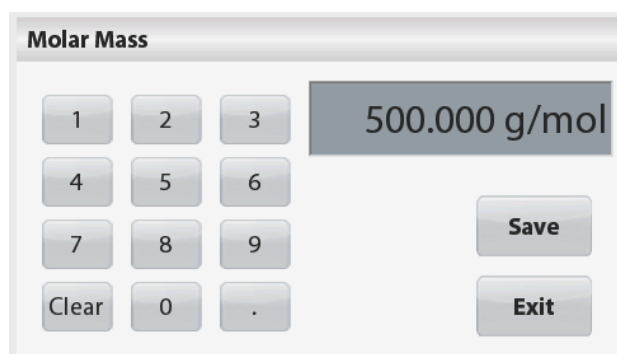 Molar Mass
1 2 3
500.000 g/mol
4 5 6
7 8 9
Save
Clear 0 .
Exit